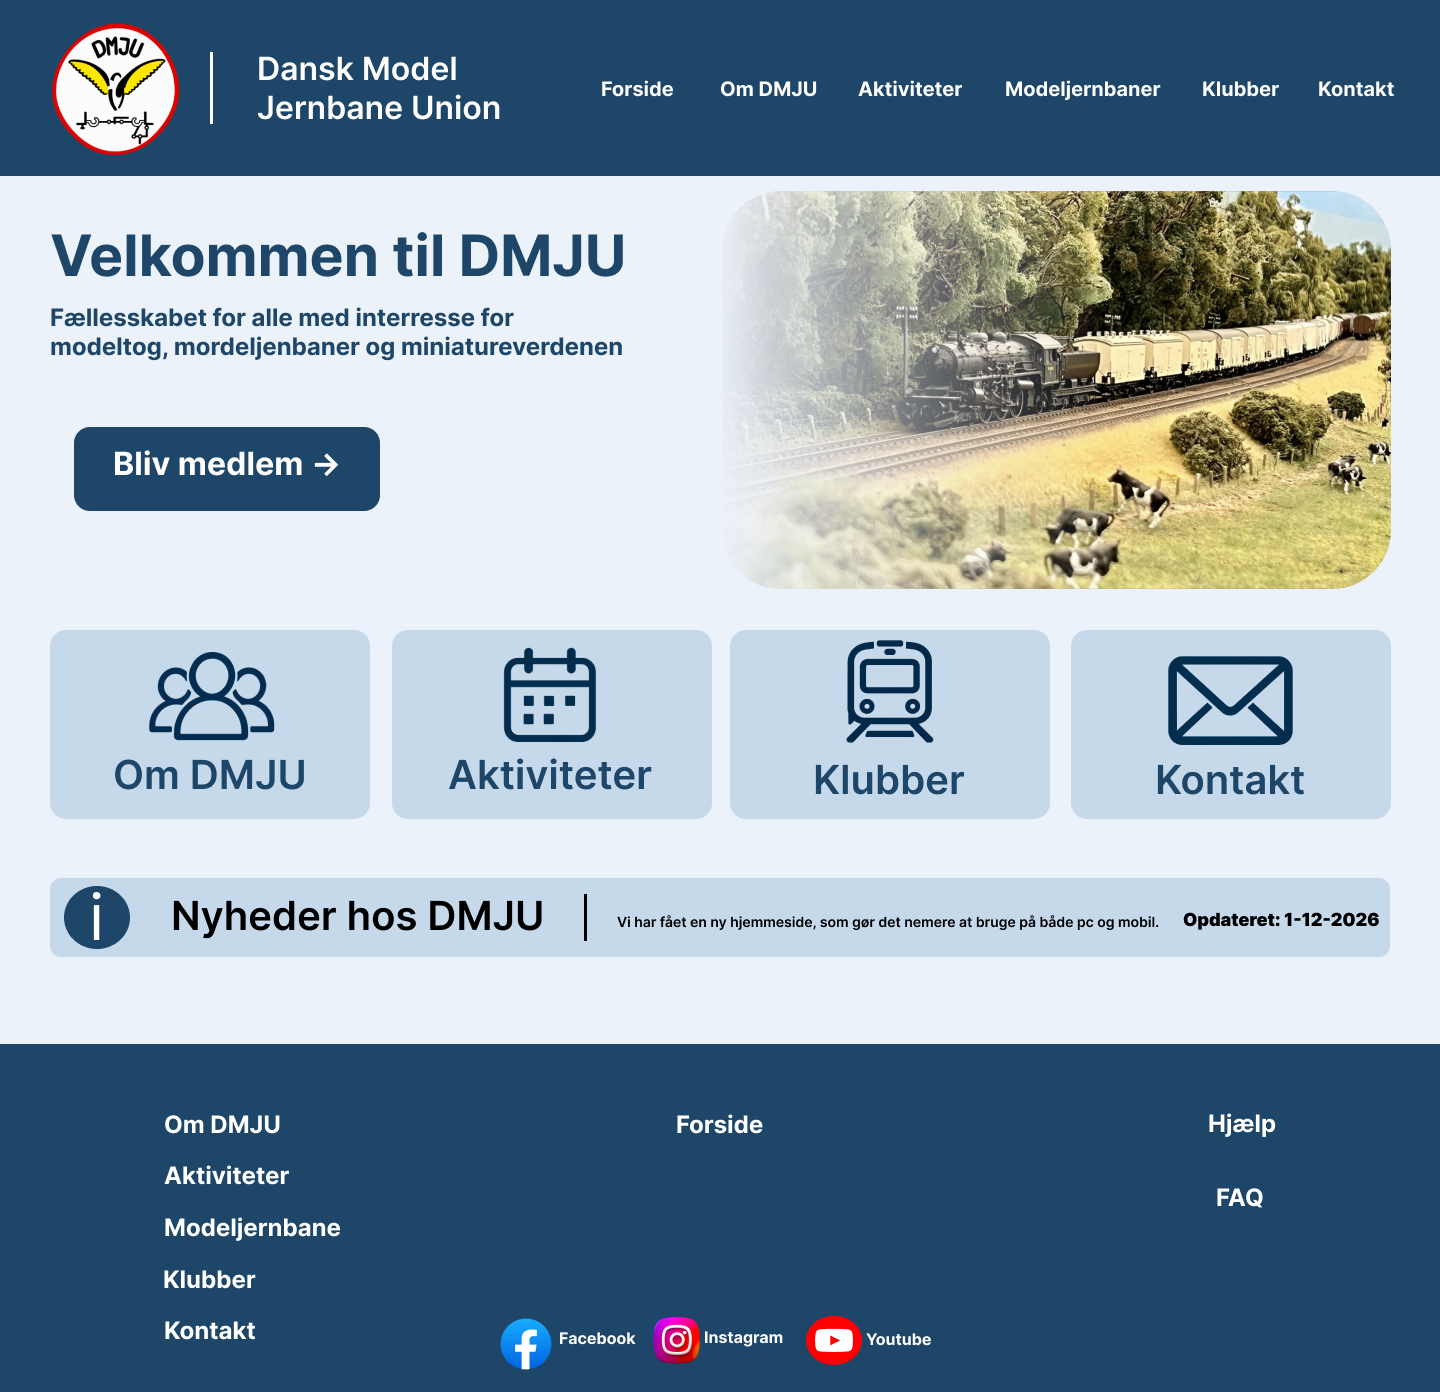 DMJU
Dansk Model
Jernbane Union
Forside Om DMJU Aktiviteter Modeljernbaner Klubber Kontakt
Velkommen til DMJU
Fællesskabet for alle med interresse for
modeltog, mordeljenbaner og miniatureverdenen
Bliv medlem →
Om DMJU
Aktiviteter
Klubber
Kontakt
i Nyheder hos DMJU Vi har fået en ny hjemmeside, som gør det nemere at bruge på både pc og mobil. Opdateret: 1-12-2026
Om DMJU
Aktiviteter
Modeljernbane
Klubber
Kontakt
Forside
Hjælp
FAQ
Facebook Instagram Youtube